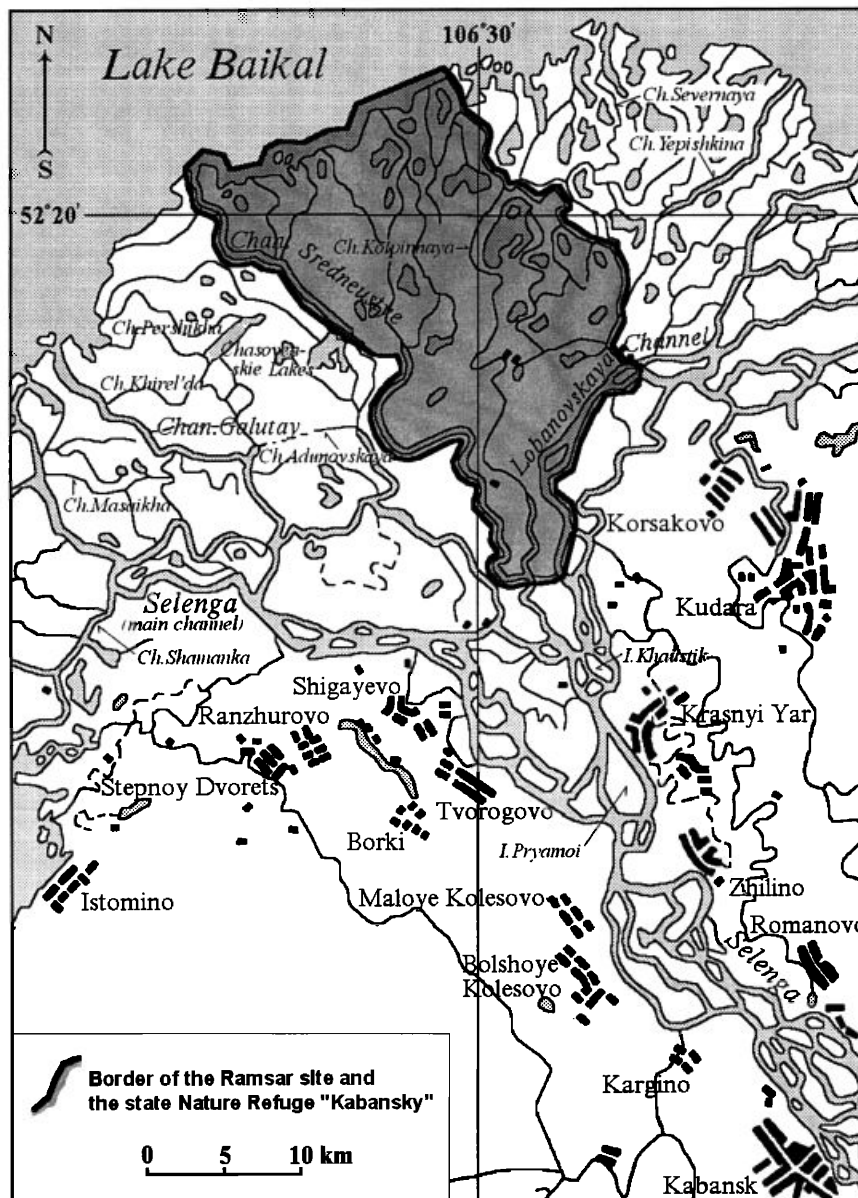 N
106°30'
Lake Baikal
Ch.Severnaya
Ch.Yepishkina
S
52°20'
Chan.
Sredneustye
Ch.Kolpinnaya
Ch.Pershikha
Channel
Chasoven-
skie Lakes
Ch.Khirel'da
Lobanovskaya
Chan.Galutay
Ch.Adunovskaya
Ch.Masaikha
Korsakovo
Selenga
(main channel)
Kudara
Ch.Shamanka
I.Khaustik
Shigayevo
Ranzhurovo
Krasnyi Yar
Stepnoy Dvorets
Tvorogovo
Borki
I.Pryamoi
Istomino
Zhilino
Maloye Kolesovo
Romanovo
Selenga
Bolshoye
Kolesovo
Border of the Ramsar site and
the state Nature Refuge "Kabansky"
Kargino
0 5 10 km
Kabansk